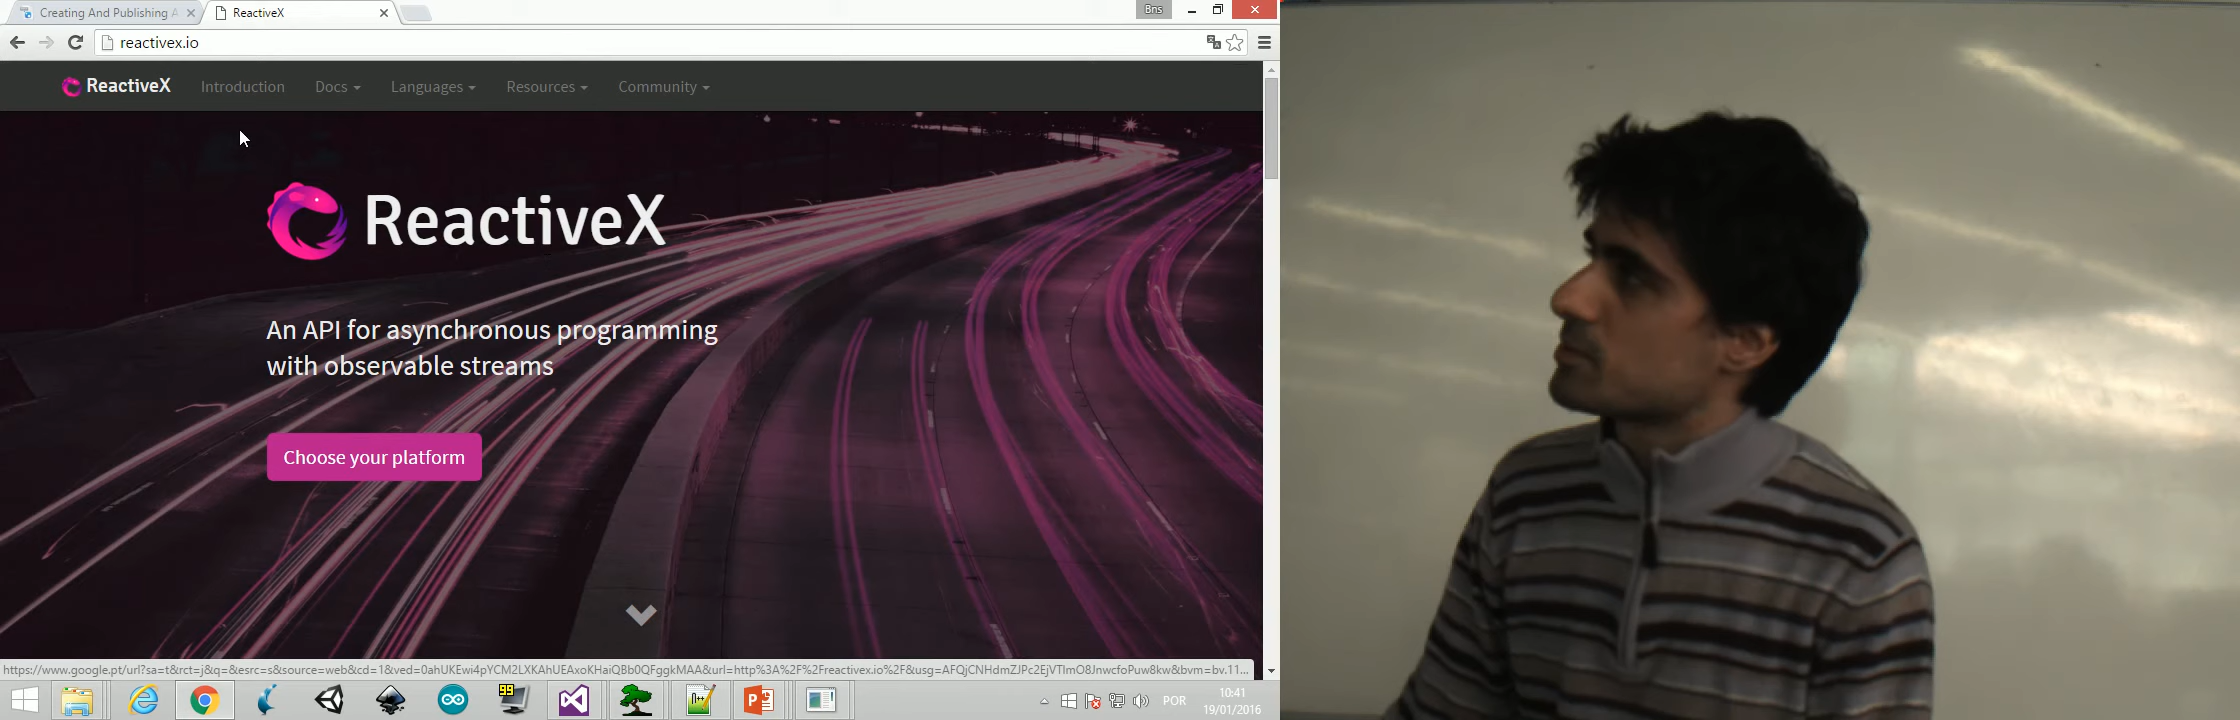 Creating And Publishing A
ReactiveX
Bns
reactivex.io
ReactiveX Introduction Docs Languages Resources Community
ReactiveX
An API for asynchronous programming
with observable streams
Choose your platform
https://www.google.pt/url?sa=t&rct=j&q=&esrc=s&source=web&cd=1&ved=0ahUKEwi4pYCM2LXKAhUEAxoKHaiQBb0QFggkMAA&url=http%3A%2F%2Freactivex.io%2F&usg=AFQjCNHdmZJPc2EjVTlmO8JnwcfoPuw8kw&bvm=bv.11...
99
POR
10:41
19/01/2016